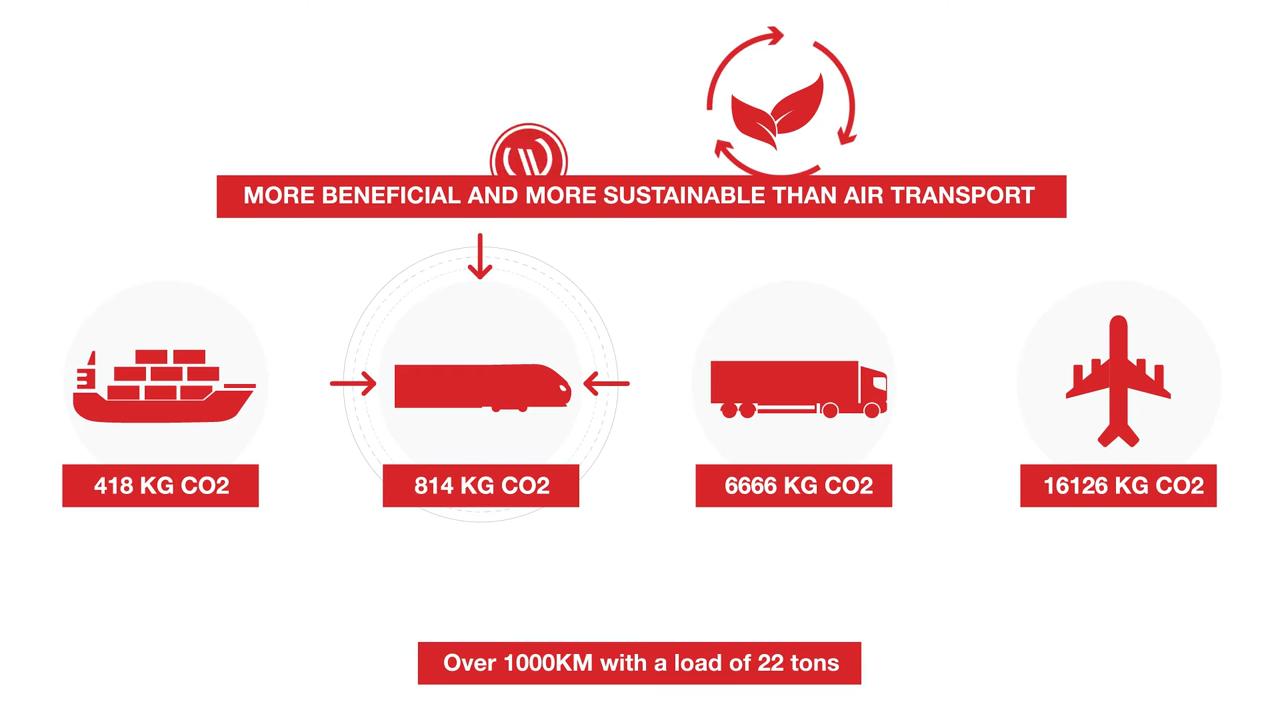 MORE BENEFICIAL AND MORE SUSTAINABLE THAN AIR TRANSPORT
418 KG CO2
814 KG CO2
6666 KG CO2
16126 KG CO2
Over 1000KM with a load of 22 tons